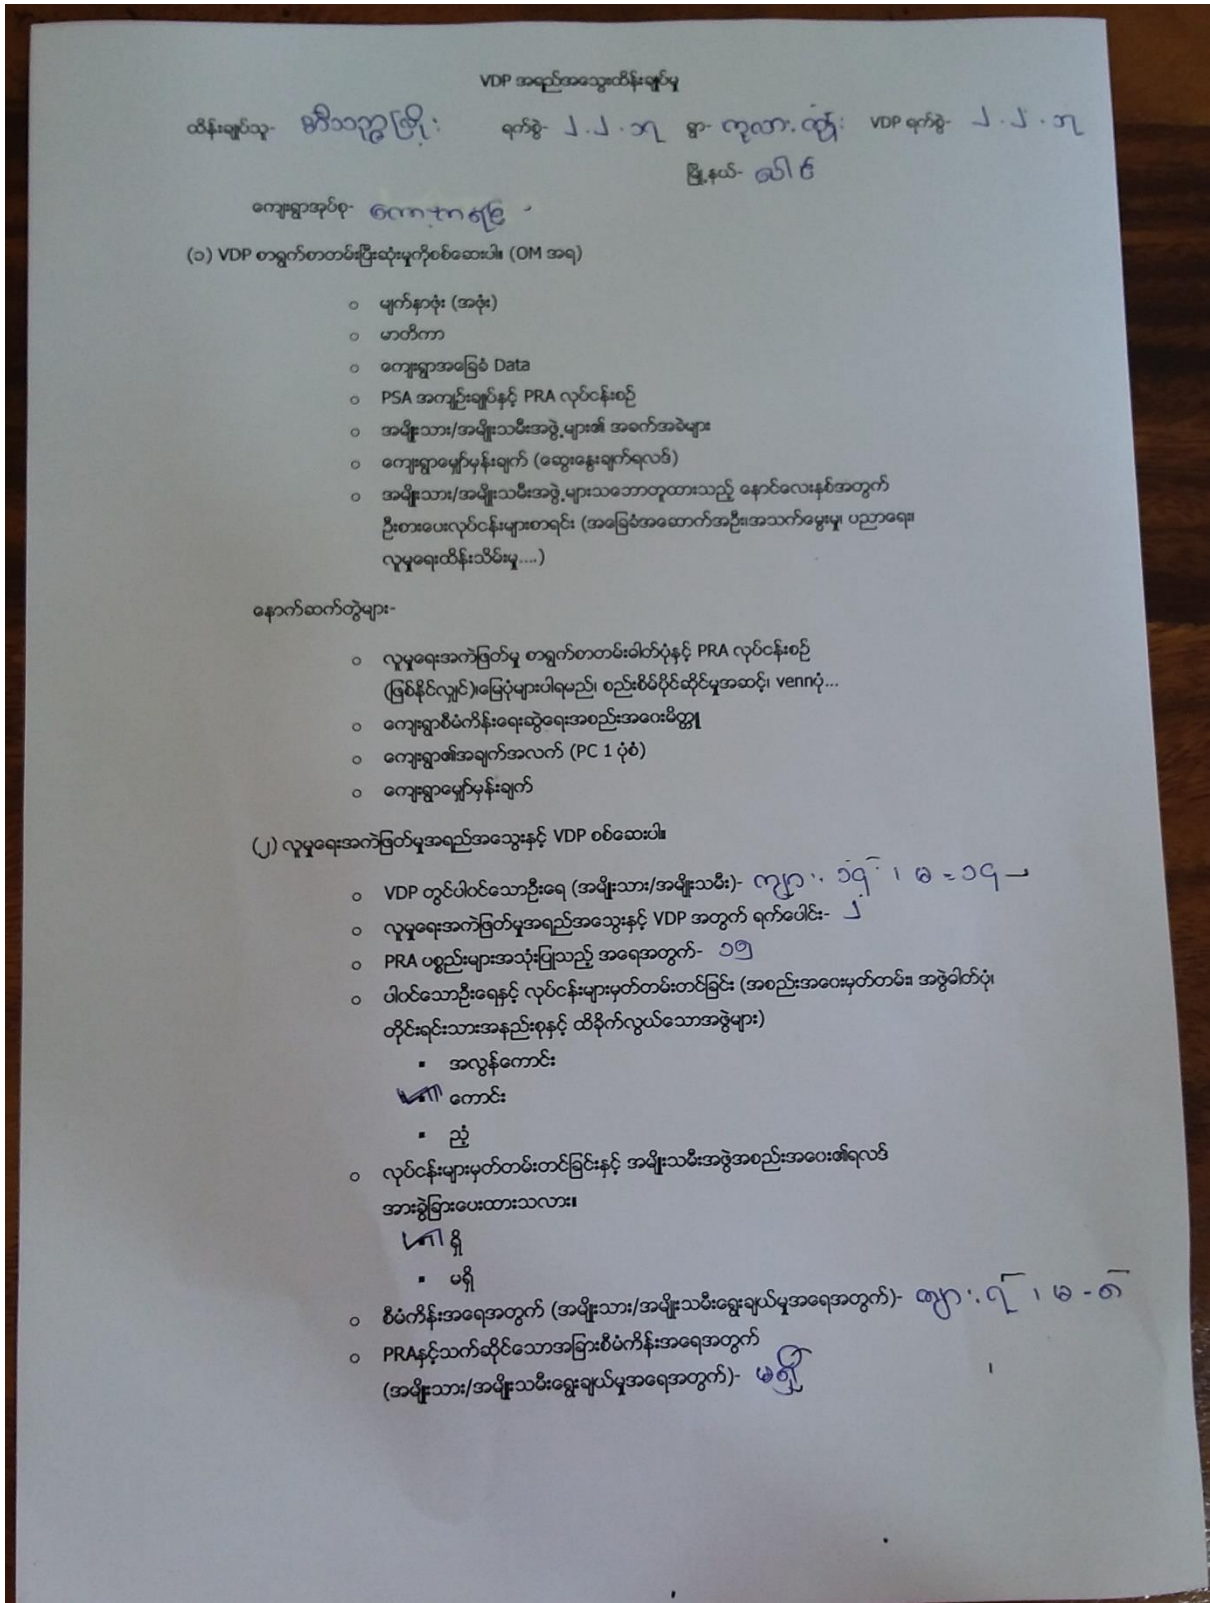 VDP အရည်အသွေးထိန်းချုပ်မှု
ထိန်းချုပ်သူ- ရက်စွဲ- ၂.၂.၁၇ ရွာ- ကုလား VDP ရက်စွဲ- ၂.၂.၁၇
မြို့နယ်-
ကျေးရွာအုပ်စု-
(၁) VDP စာရွက်စာတမ်းပြီးဆုံးမှုကိုစစ်ဆေးပါ။ (OM အရ)
○ မျက်နှာဖုံး (အဖုံး)
○ မာတိကာ
○ ကျေးရွာအခြေခံ Data
○ PSA အကျဉ်းချုပ်နှင့် PRA လုပ်ငန်းစဉ်
○ အမျိုးသား/အမျိုးသမီးအဖွဲ့များ၏ အခက်အခဲများ
○ ကျေးရွာမျှော်မှန်းချက် (ဆွေးနွေးချက်ရလဒ်)
○ အမျိုးသား/အမျိုးသမီးအဖွဲ့များသဘောတူထားသည့် နောင်လေးနှစ်အတွက်
ဦးစားပေးလုပ်ငန်းများစာရင်း (အခြေခံအဆောက်အဦး၊အသက်မွေးမှု၊ ပညာရေး၊
လူမှုရေးထိန်းသိမ်းမှု....)
နောက်ဆက်တွဲများ-
○ လူမှုရေးအကဲဖြတ်မှု စာရွက်စာတမ်းဓါတ်ပုံနှင့် PRA လုပ်ငန်းစဉ်
(ဖြစ်နိုင်လျှင်)၊မြေပုံများပါရမည်၊ စည်းစိမ်ပိုင်ဆိုင်မှုအဆင့်၊ vennပုံ...
○ ကျေးရွာစီမံကိန်းရေးဆွဲရေးအစည်းအဝေးမိတ္တူ
○ ကျေးရွာ၏အချက်အလက် (PC 1 ပုံစံ)
○ ကျေးရွာမျှော်မှန်းချက်
(၂) လူမှုရေးအကဲဖြတ်မှုအရည်အသွေးနှင့် VDP စစ်ဆေးပါ။
○ VDP တွင်ပါဝင်သောဦးရေ (အမျိုးသား/အမျိုးသမီး)- ကျား - ၁၄ ၊ မ = ၁၄
○ လူမှုရေးအကဲဖြတ်မှုအရည်အသွေးနှင့် VDP အတွက် ရက်ပေါင်း- ၂
○ PRA ပစ္စည်းများအသုံးပြုသည့် အရေအတွက်- ၁၅
○ ပါဝင်သောဦးရေနှင့် လုပ်ငန်းများမှတ်တမ်းတင်ခြင်း (အစည်းအဝေးမှတ်တမ်း၊ အဖွဲဓါတ်ပုံ၊
တိုင်းရင်းသားအနည်းစုနှင့် ထိခိုက်လွယ်သောအဖွဲများ)
▪ အလွန်ကောင်း
ကောင်း
▪ ညံ့
○ လုပ်ငန်းများမှတ်တမ်းတင်ခြင်းနှင့် အမျိုးသမီးအဖွဲအစည်းအဝေး၏ရလဒ်
အားခွဲခြားပေးထားသလား။
ရှိ
▪ မရှိ
○ စီမံကိန်းအရေအတွက် (အမျိုးသား/အမျိုးသမီးရွေးချယ်မှုအရေအတွက်)- ကျား - ၇ ၊ မ - ၈
○ PRAနှင့်သက်ဆိုင်သောအခြားစီမံကိန်းအရေအတွက်
(အမျိုးသား/အမျိုးသမီးရွေးချယ်မှုအရေအတွက်)- မရှိ